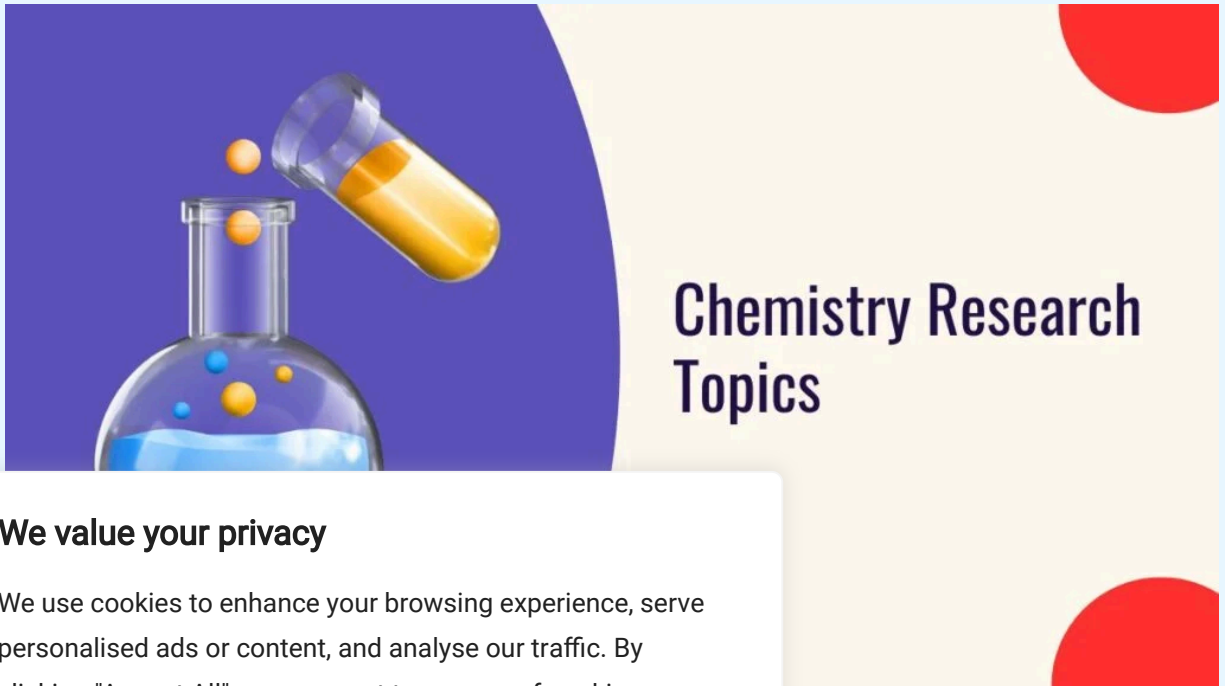 Chemistry Research
Topics
We value your privacy
We use cookies to enhance your browsing experience, serve
personalised ads or content, and analyse our traffic. By